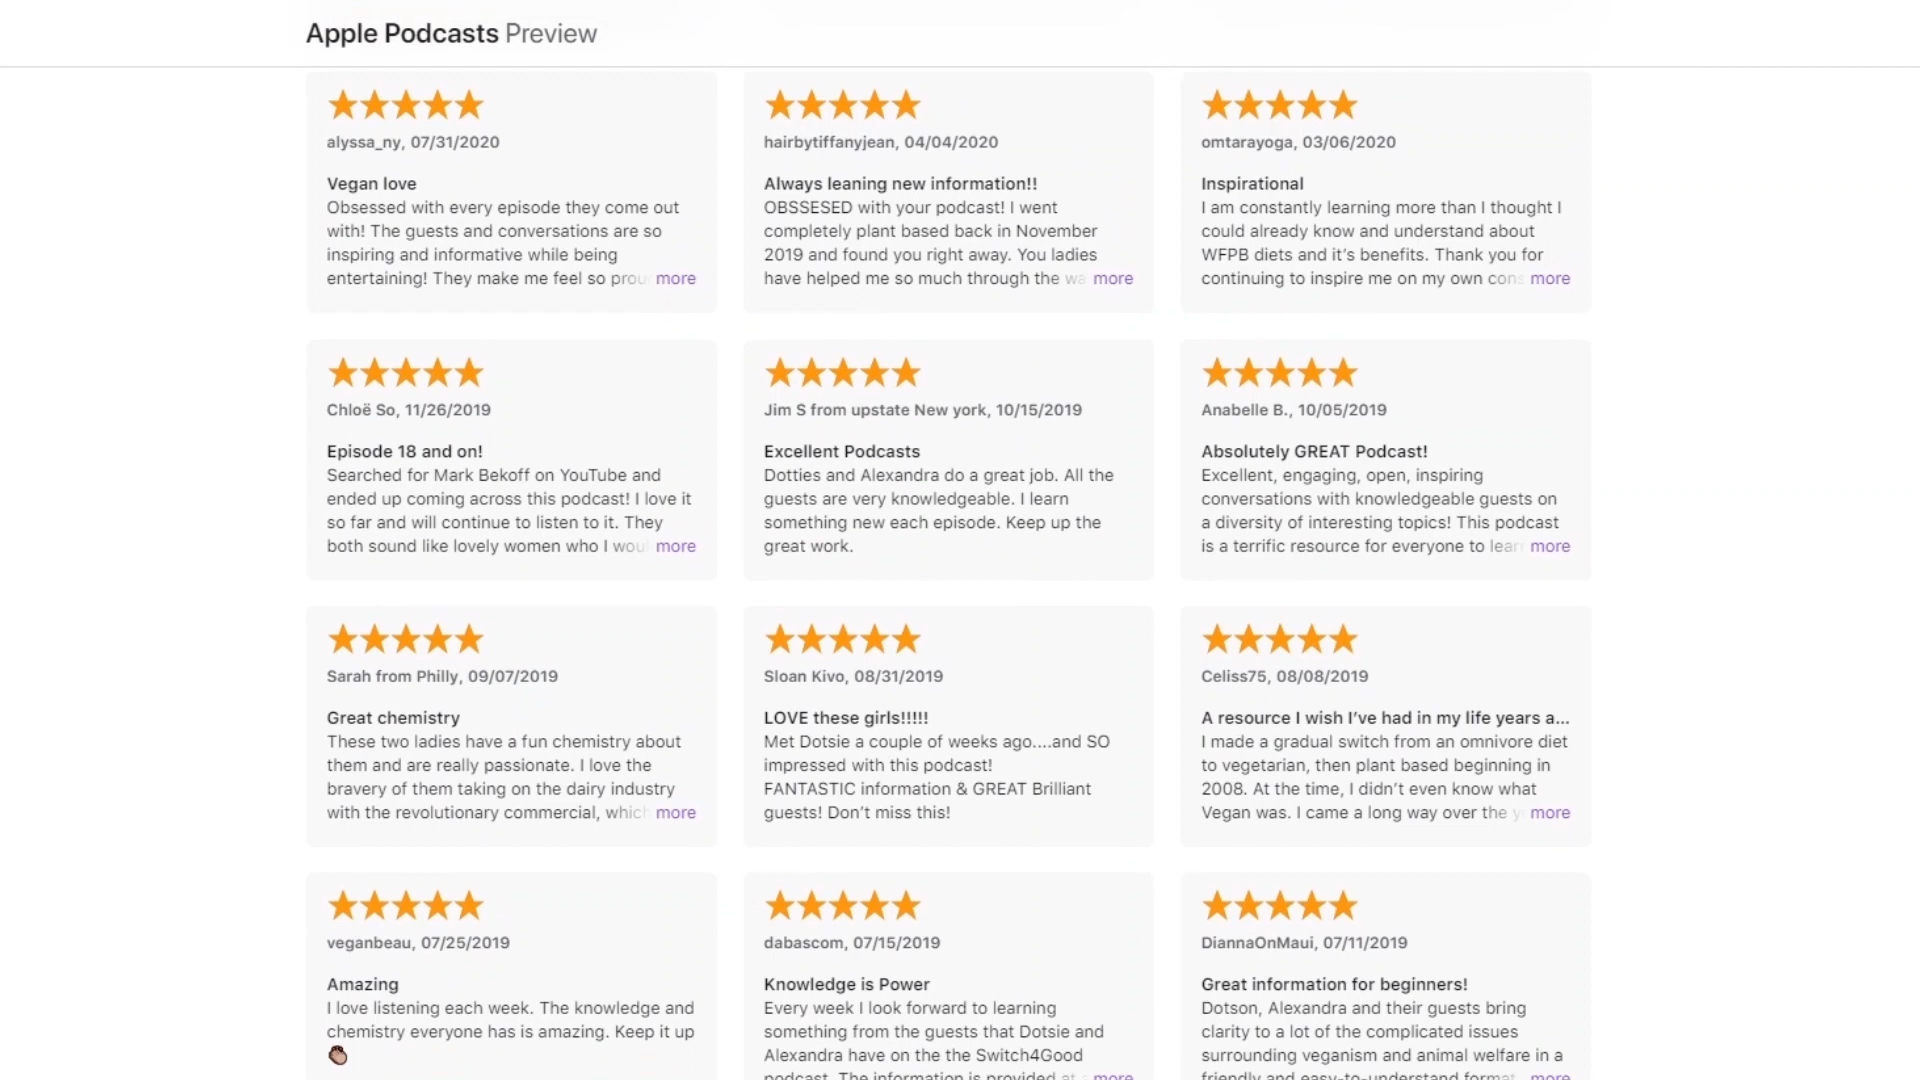 Apple Podcasts Preview
alyssa_ny, 07/31/2020
Vegan love
Obsessed with every episode they come out
with! The guests and conversations are so
inspiring and informative while being
entertaining! They make me feel so prou more
hairbytiffanyjean, 04/04/2020
Always leaning new information!!
OBSSESED with your podcast! I went
completely plant based back in November
2019 and found you right away. You ladies
have helped me so much through the wa more
omtarayoga, 03/06/2020
Inspirational
I am constantly learning more than I thought I
could already know and understand about
WFPB diets and it's benefits. Thank you for
continuing to inspire me on my own cons more
Chloë So, 11/26/2019
Episode 18 and on!
Searched for Mark Bekoff on YouTube and
ended up coming across this podcast! I love it
so far and will continue to listen to it. They
both sound like lovely women who I wou more
Jim S from upstate New york, 10/15/2019
Excellent Podcasts
Dotties and Alexandra do a great job. All the
guests are very knowledgeable. I learn
something new each episode. Keep up the
great work.
Anabelle B., 10/05/2019
Absolutely GREAT Podcast!
Excellent, engaging, open, inspiring
conversations with knowledgeable guests on
a diversity of interesting topics! This podcast
is a terrific resource for everyone to lear more
Sarah from Philly, 09/07/2019
Great chemistry
These two ladies have a fun chemistry about
them and are really passionate. I love the
bravery of them taking on the dairy industry
with the revolutionary commercial, whic more
Sloan Kivo, 08/31/2019
LOVE these girls!!!!!
Met Dotsie a couple of weeks ago....and SO
impressed with this podcast!
FANTASTIC information & GREAT Brilliant
guests! Don't miss this!
Celiss75, 08/08/2019
A resource I wish I've had in my life years a...
I made a gradual switch from an omnivore diet
to vegetarian, then plant based beginning in
2008. At the time, I didn't even know what
Vegan was. I came a long way over the y more
veganbeau, 07/25/2019
Amazing
I love listening each week. The knowledge and
chemistry everyone has is amazing. Keep it up
dabascom, 07/15/2019
Knowledge is Power
Every week I look forward to learning
something from the guests that Dotsie and
Alexandra have on the the Switch4Good
podcast. The information is provided at more
DiannaOnMaui, 07/11/2019
Great information for beginners!
Dotson, Alexandra and their guests bring
clarity to a lot of the complicated issues
surrounding veganism and animal welfare in a
friendly and easy-to-understand format. more